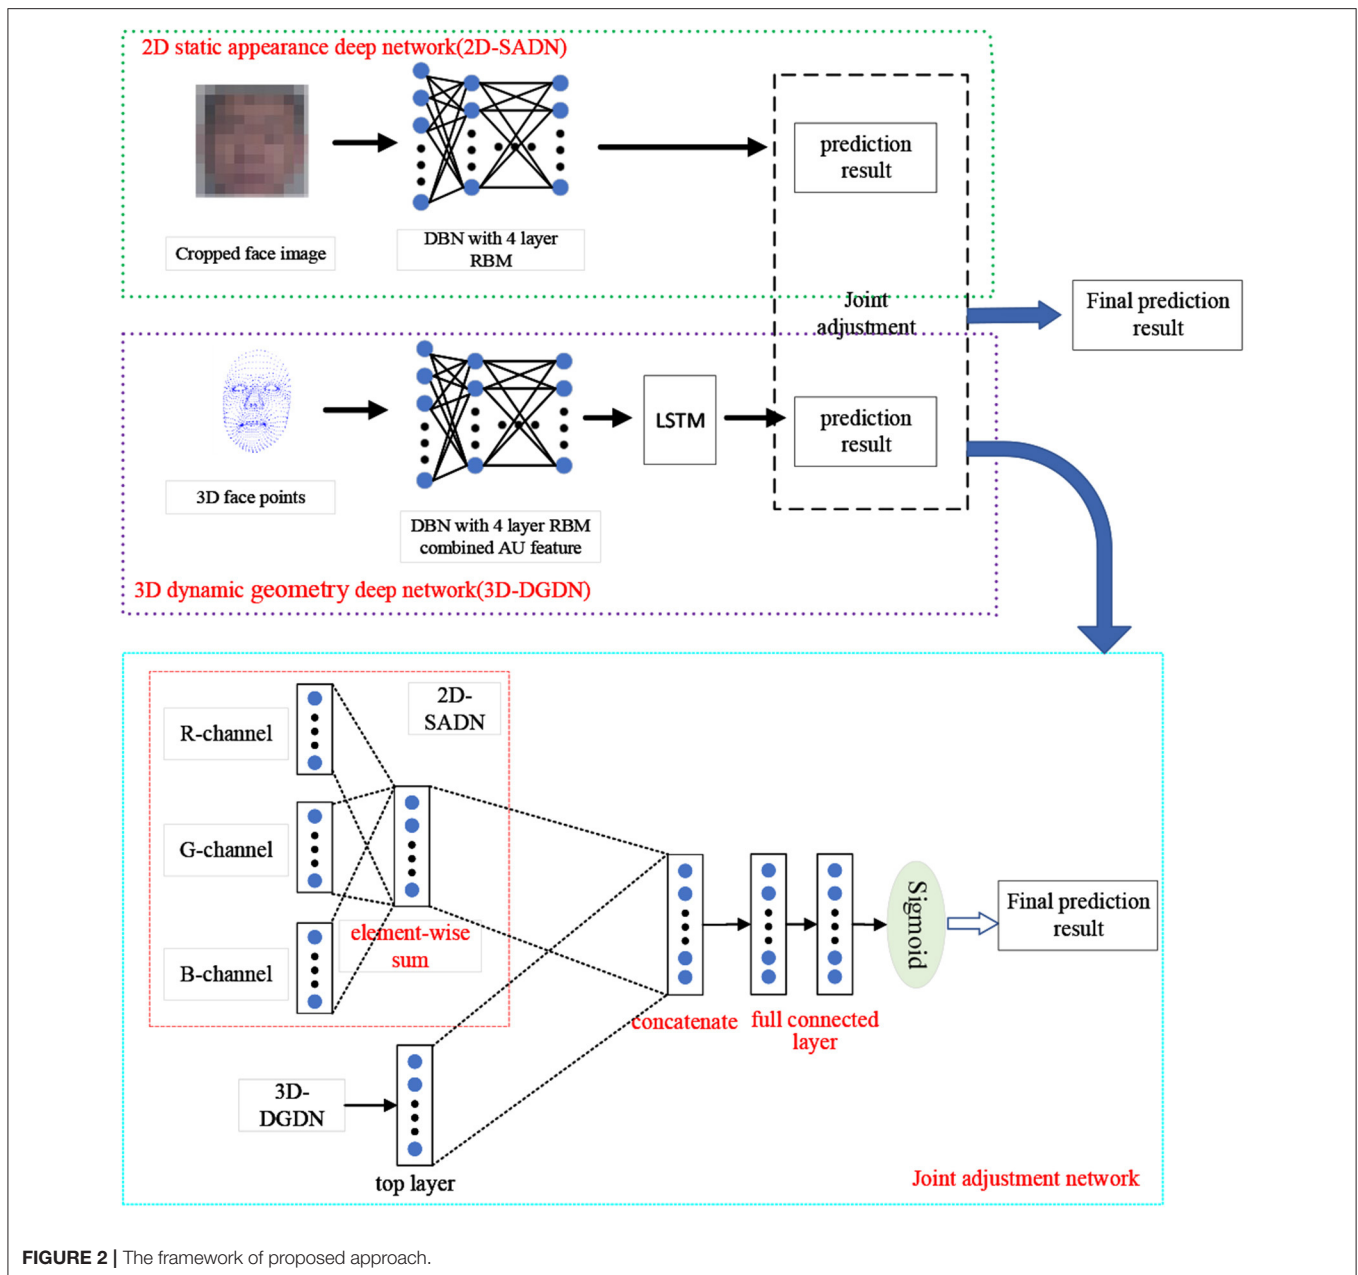 2D static appearance deep network(2D-SADN)
prediction
result
Cropped face image
DBN with 4 layer
RBM
Joint
adjustment
Final prediction
result
LSTM
prediction
result
3D face points
DBN with 4 layer RBM
combined AU feature
3D dynamic geometry deep network(3D-DGDN)
2D-
SADN
R-channel
G-channel
B-channel
element-wise
sum
Sigmoid
Final prediction
result
concatenate
full connected
layer
3D-
DGDN
top layer
Joint adjustment network
FIGURE 2 | The framework of proposed approach.